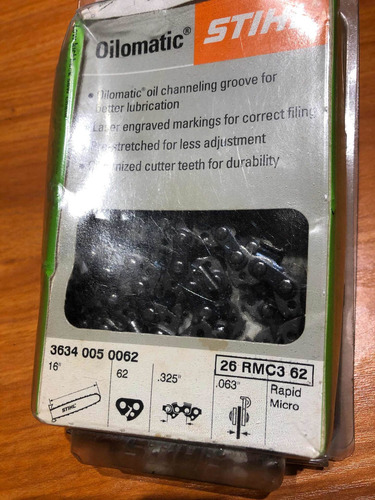 Oilomatic® STIHL
• Oilomatic® oil channeling groove for
better lubrication
• Laser engraved markings for correct filing
• Pre-stretched for less adjustment
• Chromized cutter teeth for durability
3634 005 0062
26 RMC3 62
16"
62
.325"
.063"
Rapid
Micro
STIHL